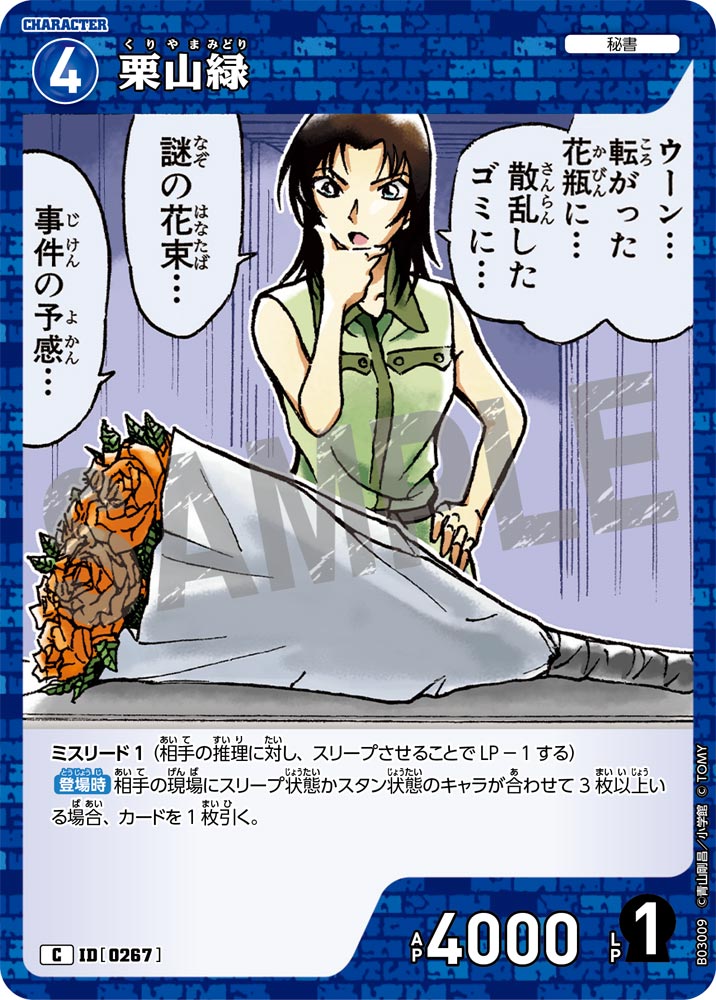 CHARACTER
4
くりやまみどり
栗山緑
秘書
ウーン…
転がった
花瓶に…
散乱した
ゴミに…
謎の花束…
事件の予感…
SAMPLE
ミスリード1（相手の推理に対し、スリープさせることでLP－1する）
登場時 相手の現場にスリープ状態かスタン状態のキャラが合わせて3枚以上い
る場合、カードを1枚引く。
C ID[0267]
AP 4000 LP 1
B03009 ©青山剛昌／小学館 ©TOMY